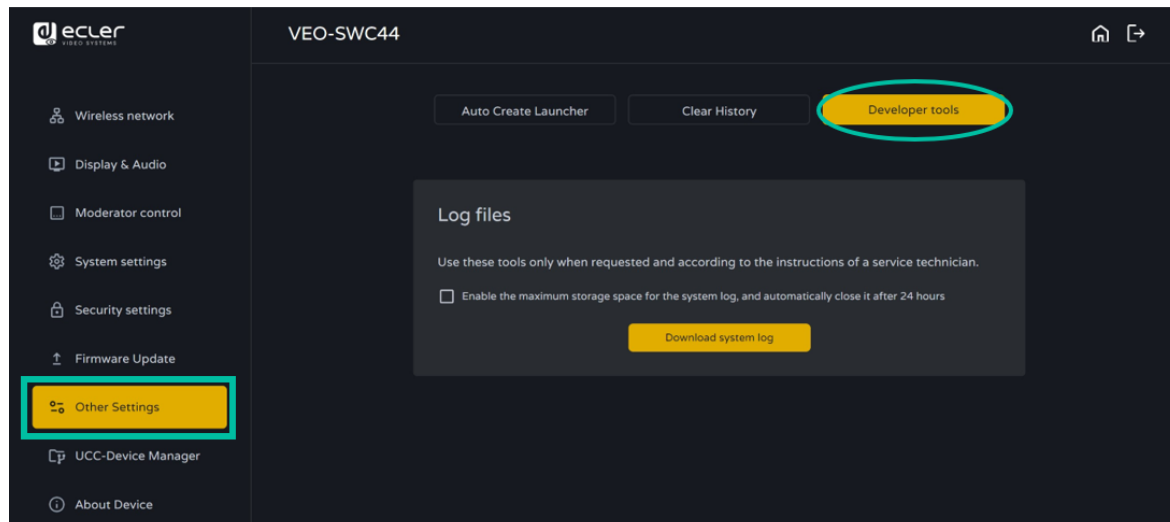 ecler
VIDEO SYSTEMS
VEO-SWC44
Wireless network
Display & Audio
Moderator control
System settings
Security settings
Firmware Update
Other Settings
UCC-Device Manager
About Device
Auto Create Launcher
Clear History
Developer tools
Log files
Use these tools only when requested and according to the instructions of a service technician.
Enable the maximum storage space for the system log, and automatically close it after 24 hours
Download system log